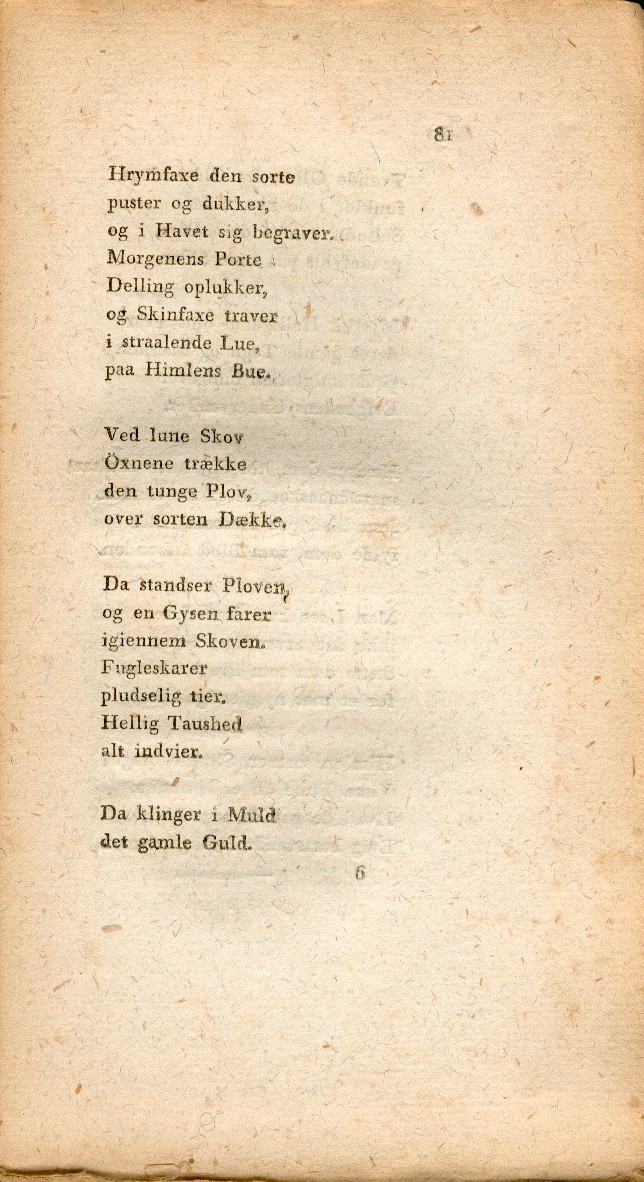 81
Hrymfaxe den sorte
puster og dukker,
og i Havet sig begraver.
Morgenens Porte
Delling oplukker,
og Skinfaxe traver
i straalende Lue,
paa Himlens Bue.
Ved lune Skov
Öxnene trække
den tunge Plov,
over sorten Dække.
Da standser Ploven,
og en Gysen farer
igiennem Skoven.
Fugleskarer
pludselig tier.
Hellig Taushed
alt indvier.
Da klinger i Muld
det gamle Guld.
6